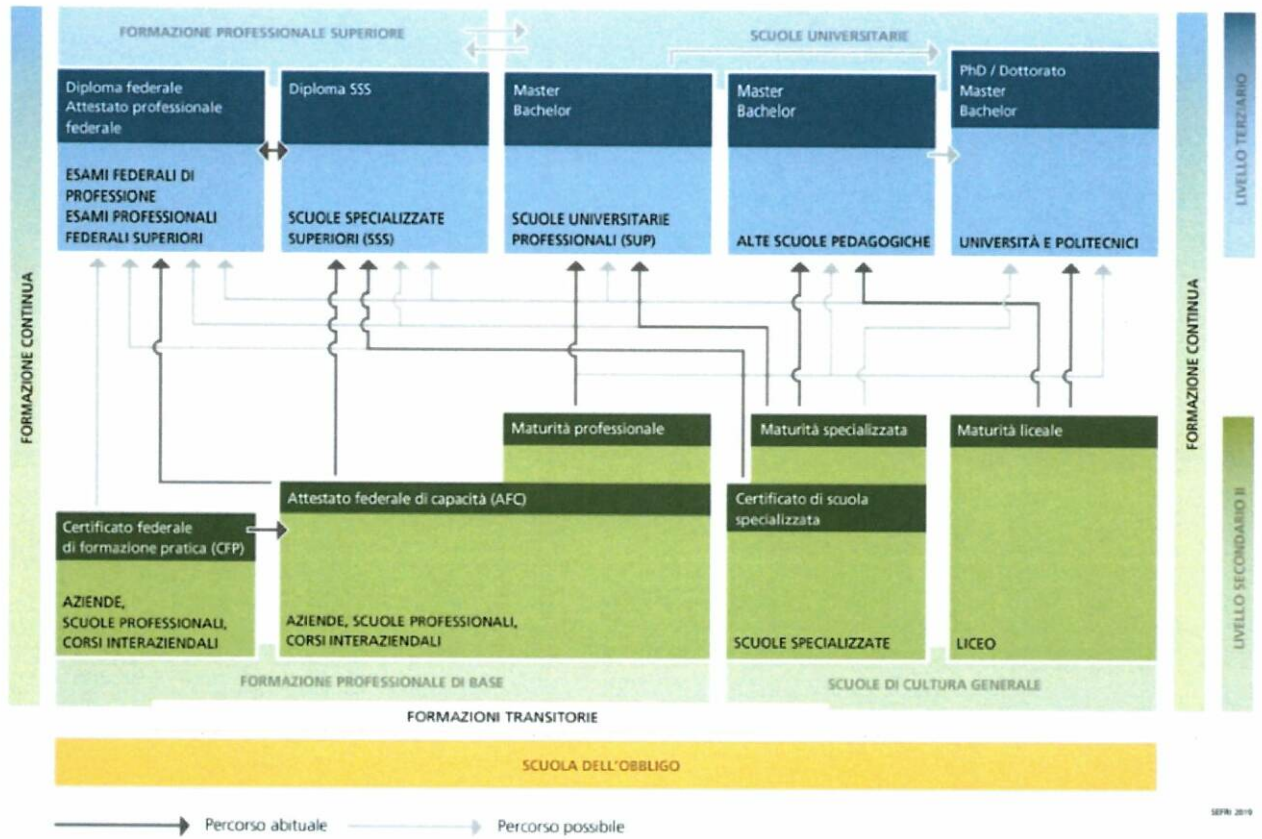 FORMAZIONE PROFESSIONALE SUPERIORE
SCUOLE UNIVERSITARIE
Diploma federale
Attestato professionale
federale
ESAMI FEDERALI DI
PROFESSIONE
ESAMI PROFESSIONALI
FEDERALI SUPERIORI
Diploma SSS
SCUOLE SPECIALIZZATE
SUPERIORI (SSS)
Master
Bachelor
SCUOLE UNIVERSITARIE
PROFESSIONALI (SUP)
Master
Bachelor
ALTE SCUOLE PEDAGOGICHE
PhD / Dottorato
Master
Bachelor
UNIVERSITÀ E POLITECNICI
FORMAZIONE CONTINUA
FORMAZIONE CONTINUA
LIVELLO TERZIARIO
LIVELLO SECONDARIO II
Certificato federale
di formazione pratica (CFP)
AZIENDE,
SCUOLE PROFESSIONALI,
CORSI INTERAZIENDALI
Maturità professionale
Attestato federale di capacità (AFC)
AZIENDE, SCUOLE PROFESSIONALI,
CORSI INTERAZIENDALI
Maturità specializzata
Certificato di scuola
specializzata
SCUOLE SPECIALIZZATE
Maturità liceale
LICEO
FORMAZIONE PROFESSIONALE DI BASE
SCUOLE DI CULTURA GENERALE
FORMAZIONI TRANSITORIE
SCUOLA DELL'OBBLIGO
Percorso abituale
Percorso possibile
SEFRI 2019